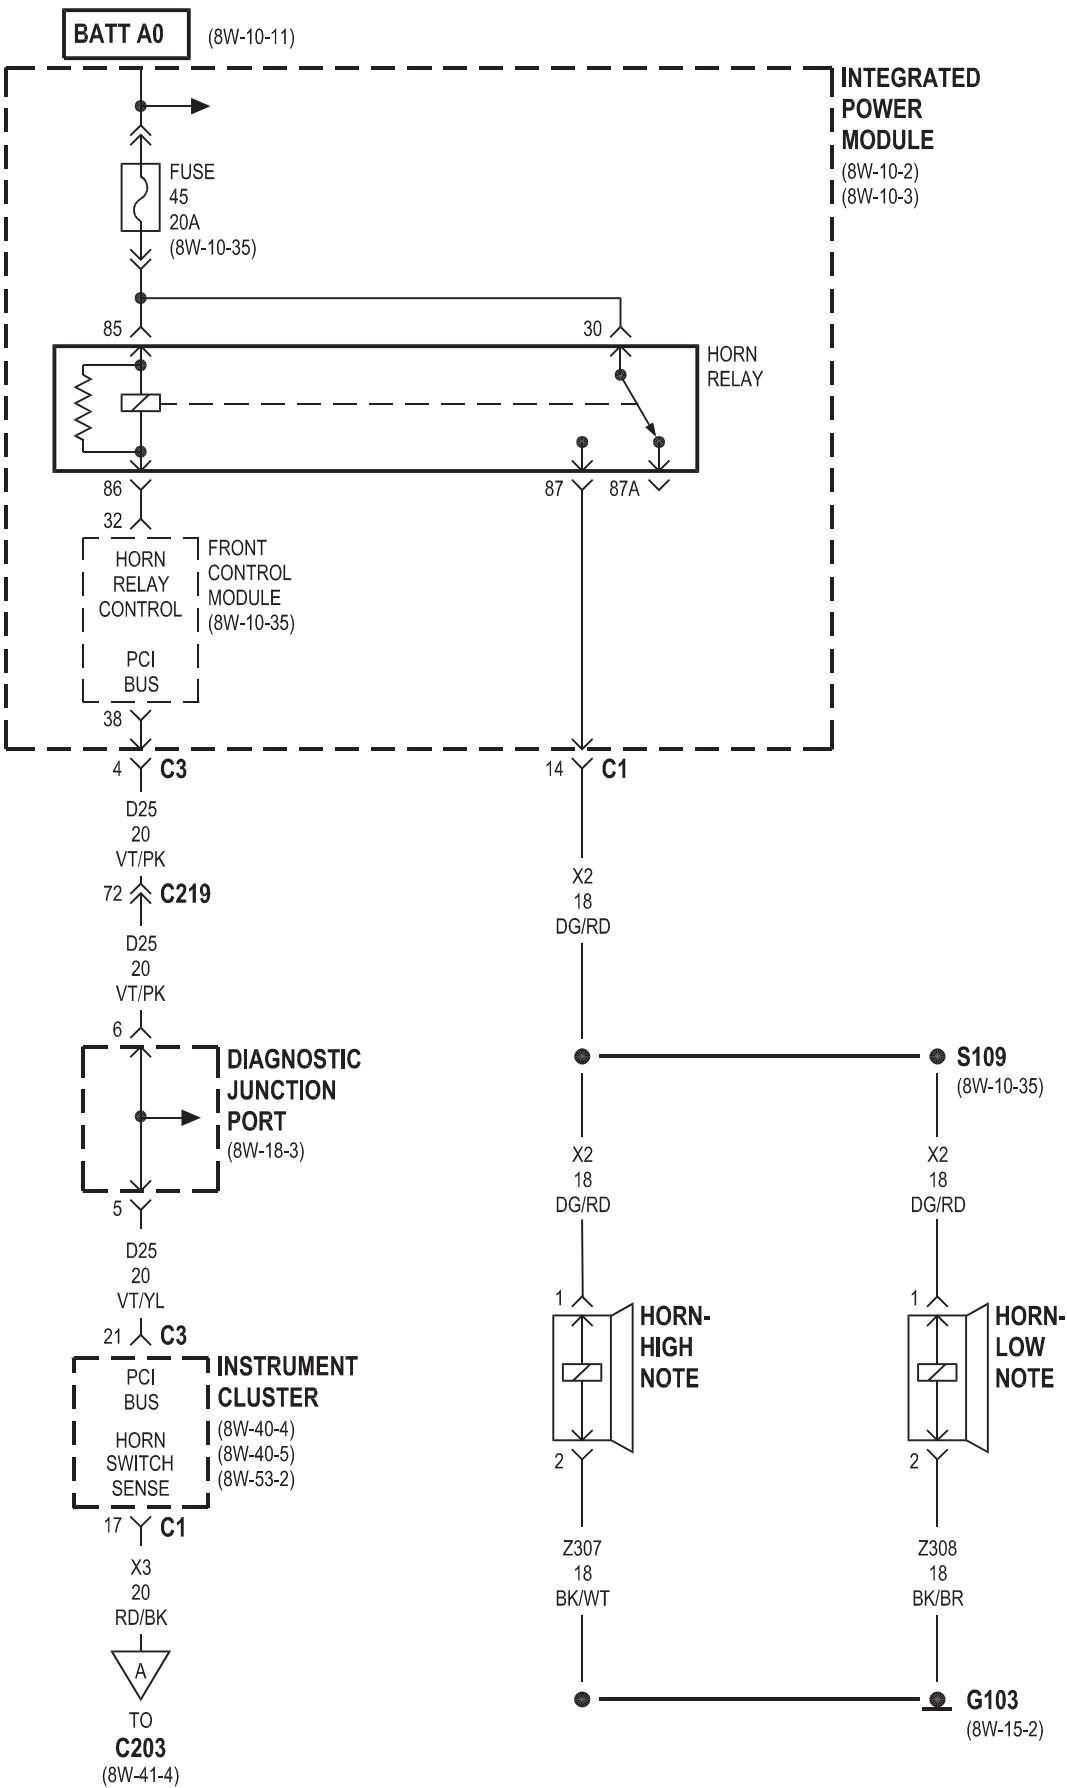 BATT A0
(8W-10-11)
INTEGRATED
POWER
MODULE
(8W-10-2)
(8W-10-3)
FUSE
45
20A
(8W-10-35)
85
30
HORN
RELAY
86
87
87A
32
HORN
RELAY
CONTROL
PCI
BUS
FRONT
CONTROL
MODULE
(8W-10-35)
38
4
C3
14
C1
D25
20
VT/PK
X2
18
DG/RD
72
C219
D25
20
VT/PK
6
DIAGNOSTIC
JUNCTION
PORT
(8W-18-3)
S109
(8W-10-35)
5
X2
18
DG/RD
X2
18
DG/RD
D25
20
VT/YL
21
C3
1
HORN-
HIGH
NOTE
1
HORN-
LOW
NOTE
PCI
BUS
HORN
SWITCH
SENSE
INSTRUMENT
CLUSTER
(8W-40-4)
(8W-40-5)
(8W-53-2)
2
2
17
C1
X3
20
RD/BK
Z307
18
BK/WT
Z308
18
BK/BR
A
TO
C203
(8W-41-4)
G103
(8W-15-2)